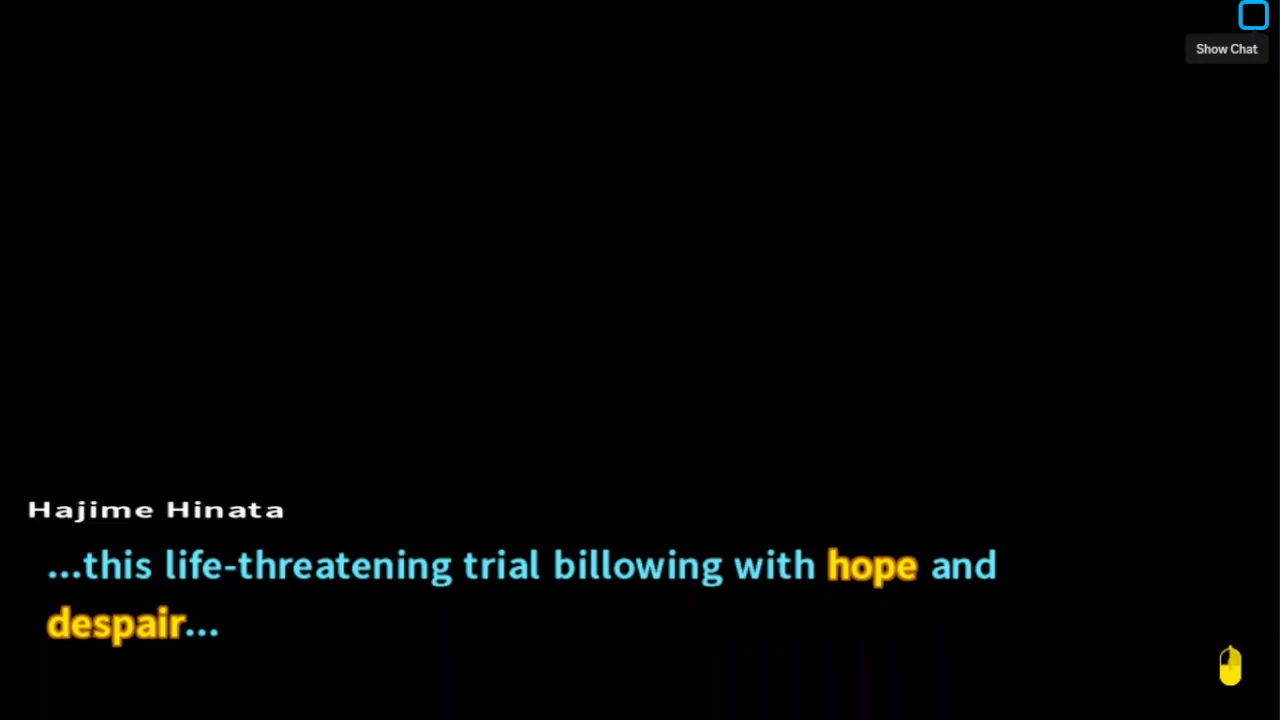 Show Chat
Hajime Hinata
...this life-threatening trial billowing with hope and
despair...